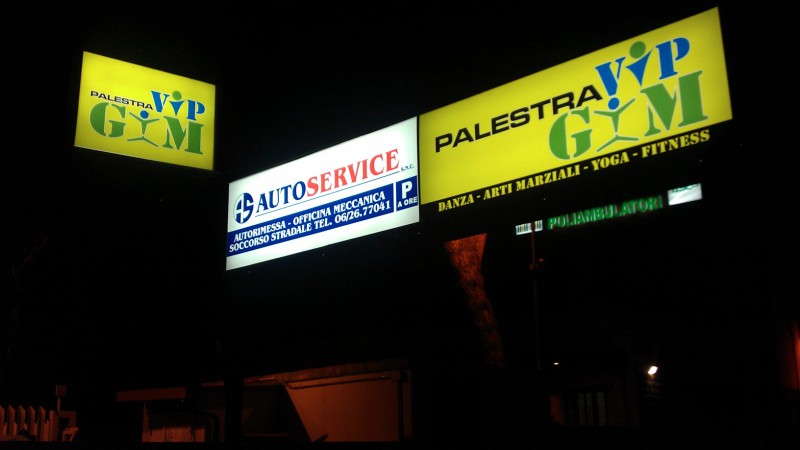 PALESTRA VIP
GYM
AUTOSERVICE s.n.c.
AUTORIMESSA - OFFICINA MECCANICA
SOCCORSO STRADALE TEL. 06/26.77041
P
A ORE
PALESTRA VIP
GYM
DANZA - ARTI MARZIALI - YOGA - FITNESS
POLIAMBULATORI